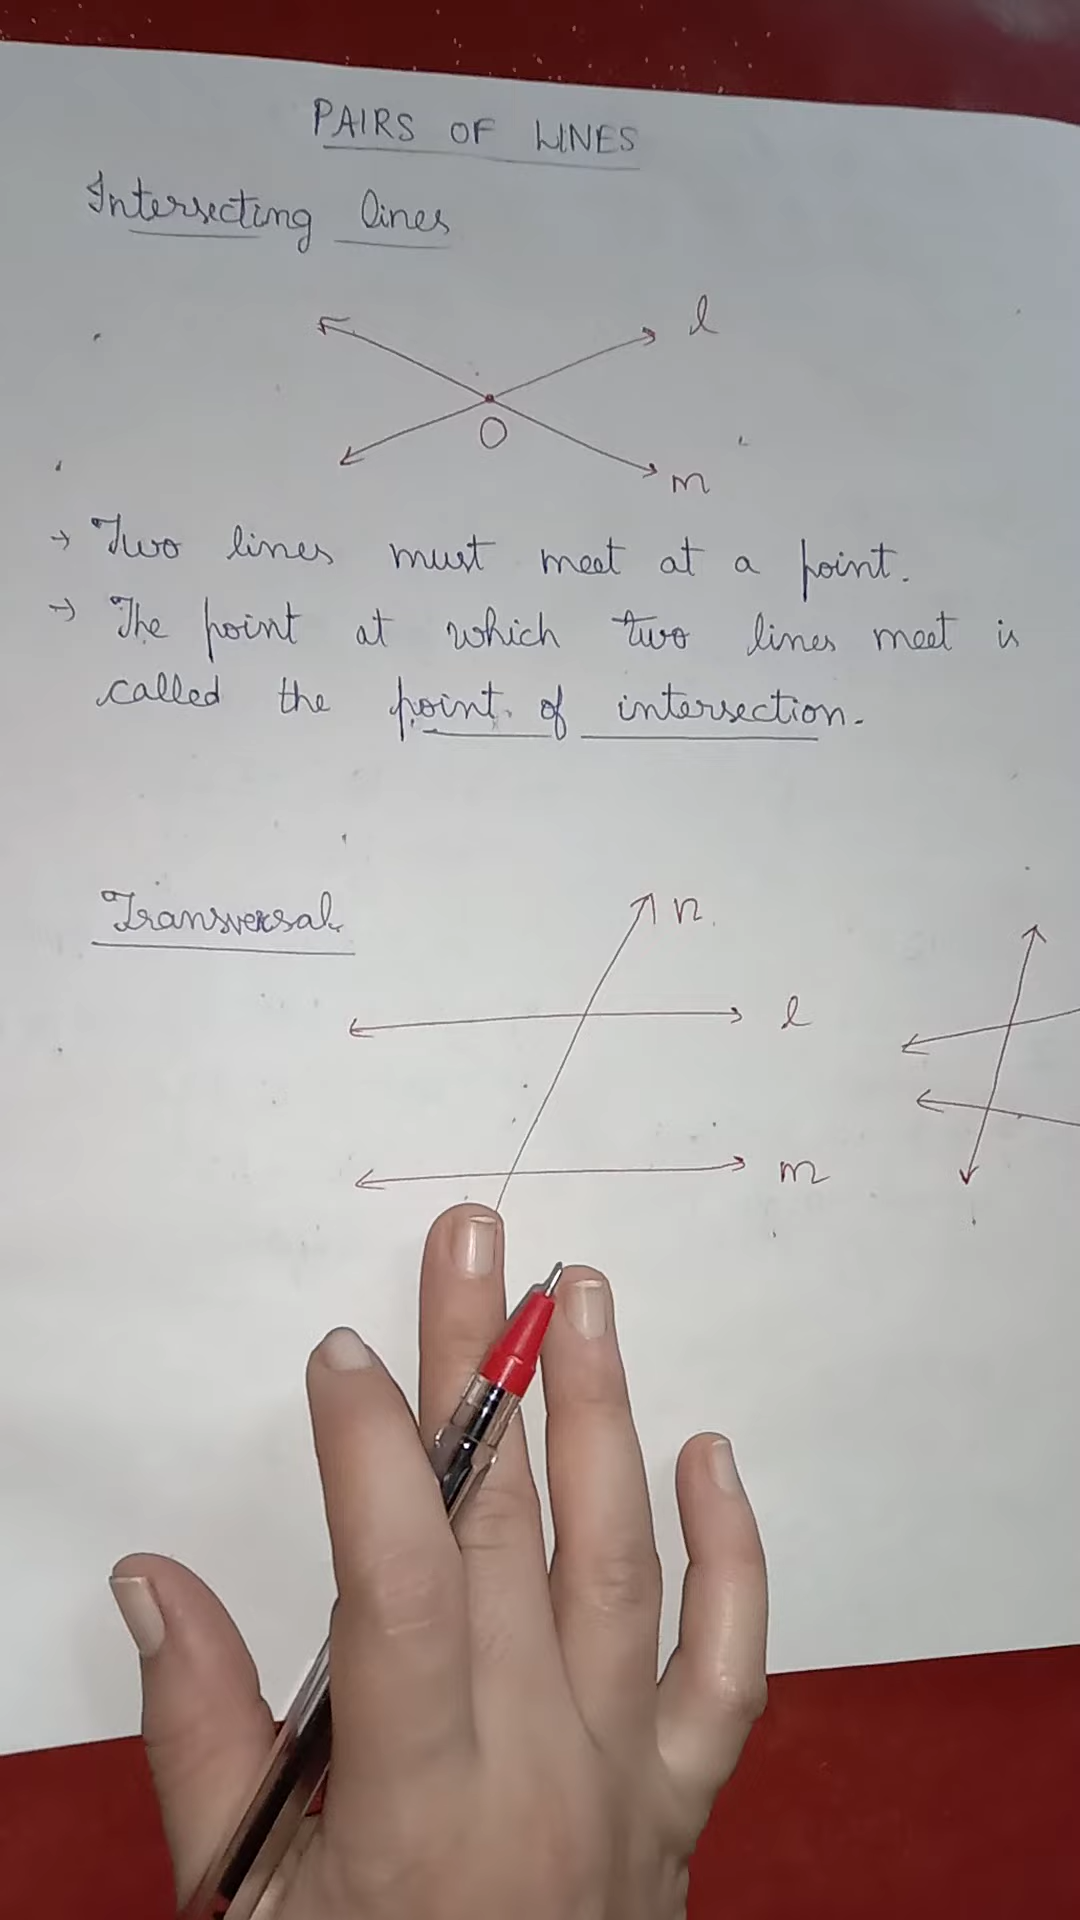 PAIRS OF LINES
Intersecting lines
l
O
m
→ Two lines must meet at a point.
→ The point at which two lines meet is
called the point of intersection.
Transversal
n
l
m